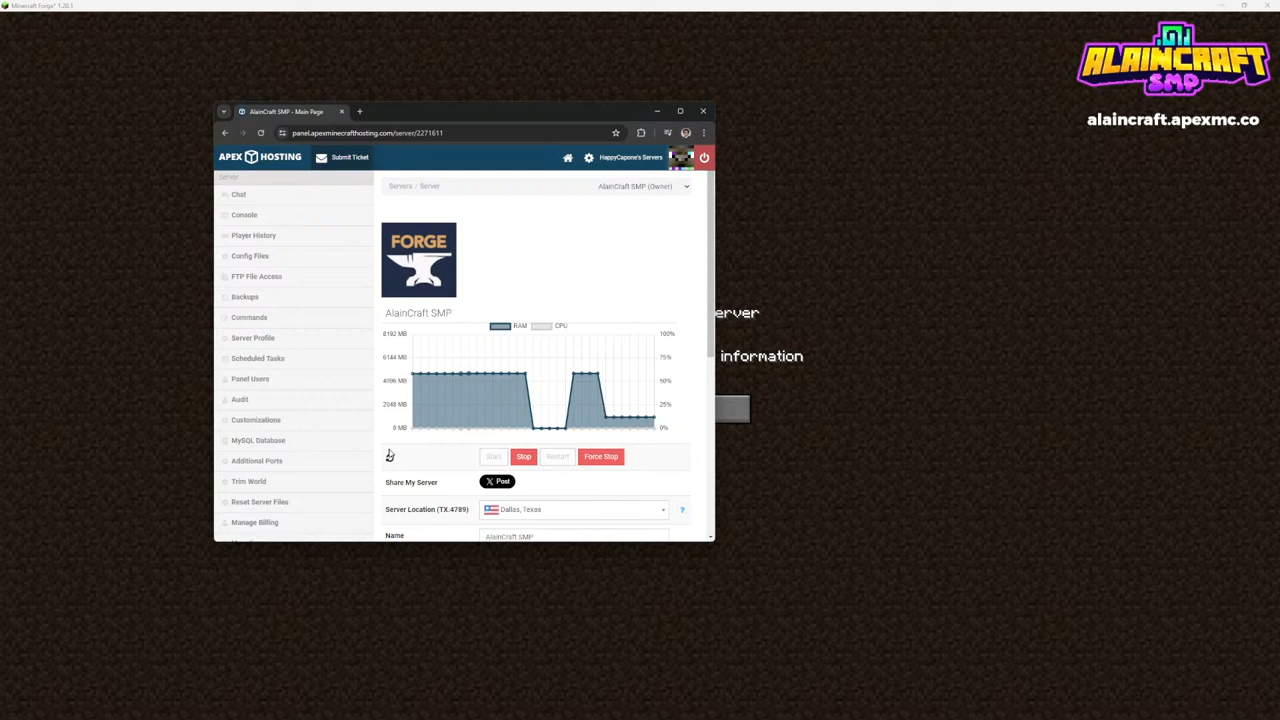 Minecraft Forge* 1.20.1
ALAINCRAFT
SMP
alaincraft.apexmc.co
AlainCraft SMP - Main Page
panel.apexminecrafthosting.com/server/2271611
APEX HOSTING
Submit Ticket
HappyCapone's Servers
Server
Chat
Console
Player History
Config Files
FTP File Access
Backups
Commands
Server Profile
Scheduled Tasks
Panel Users
Audit
Customizations
MySQL Database
Additional Ports
Trim World
Reset Server Files
Manage Billing
Servers / Server
AlainCraft SMP (Owner)
FORGE
AlainCraft SMP
RAM CPU
8192 MB 100%
6144 MB 75%
4096 MB 50%
2048 MB 25%
0 MB 0%
Start Stop Restart Force Stop
Share My Server X Post
Server Location (TX.4789) Dallas, Texas ?
Name AlainCraft SMP
erver
information